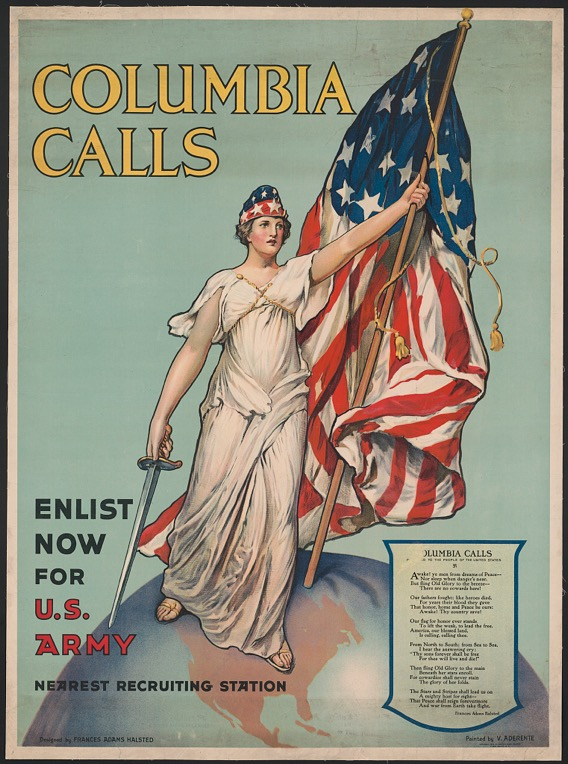 COLUMBIA
CALLS
ENLIST
NOW
FOR
U.S.
ARMY
NEAREST RECRUITING STATION
OLUMBIA CALLS
TO THE PEOPLE OF THE UNITED STATES
Awake! ye men from dreams of Peace—
Nor sleep when danger's near,
But fling Old Glory to the breeze—
There are no cowards here!
Our fathers fought; like heroes died,
For years their blood they gave
That honor, home and Peace be ours:
Awake! Thy country save!
Our flag for honor ever stands
To lift the weak, to lead the free,
America, our blessed land,
Is calling, calling thee.
From North to South; from Sea to Sea,
I hear the answering cry:
"Thy sons forever shall be free
For thee will live and die!"
Then fling Old Glory to the main
Beneath her stars enroll,
For cowardice shall never stain
The glory of her folds.
The Stars and Stripes shall lead us on
A mighty host for right—
That Peace shall reign forevermore
And war from Earth take flight.
Frances Adams Halsted
Designed by FRANCES ADAMS HALSTED
Painted by V. ADERENTE